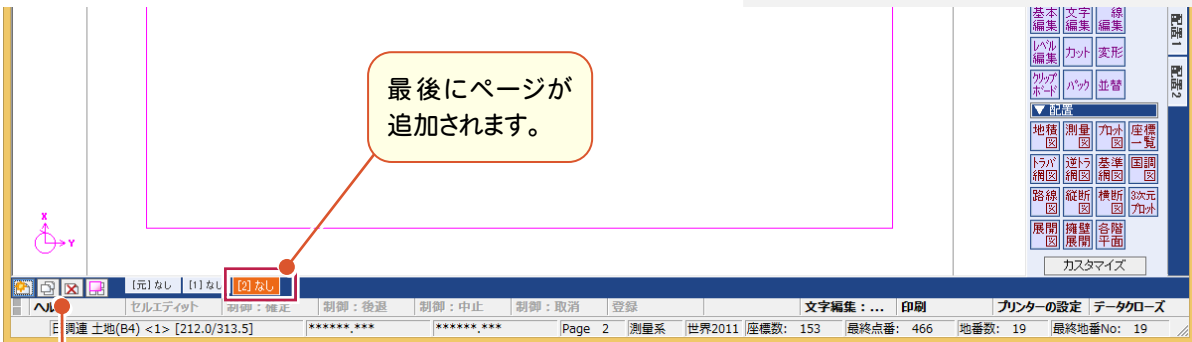 基本
編集
文字
編集
線
編集
レベル
編集
カット
変形
クリップ
ボード
パック
並替
▼ 配置
地積
図
測量
図
プロット
図
座標
一覧
トラバ
網図
逆トラ
網図
基準
網図
国調
図
路線
図
縦断
図
横断
図
3次元
プロット
展開
図
擁壁
展開
各階
平面
カスタマイズ
配置1
配置2
最後にページが
追加されます。
X
Y
[元]なし
[1]なし
[2]なし
ヘル
セルエディット
制御：確定
制御：後退
制御：中止
制御：取消
登録
文字編集：...
印刷
プリンターの設定
データクローズ
日調連 土地(B4) <1> [212.0/313.5]
******.***
******.***
Page 2
測量系
世界2011
座標数: 153
最終点番: 466
地番数: 19
最終地番No: 19